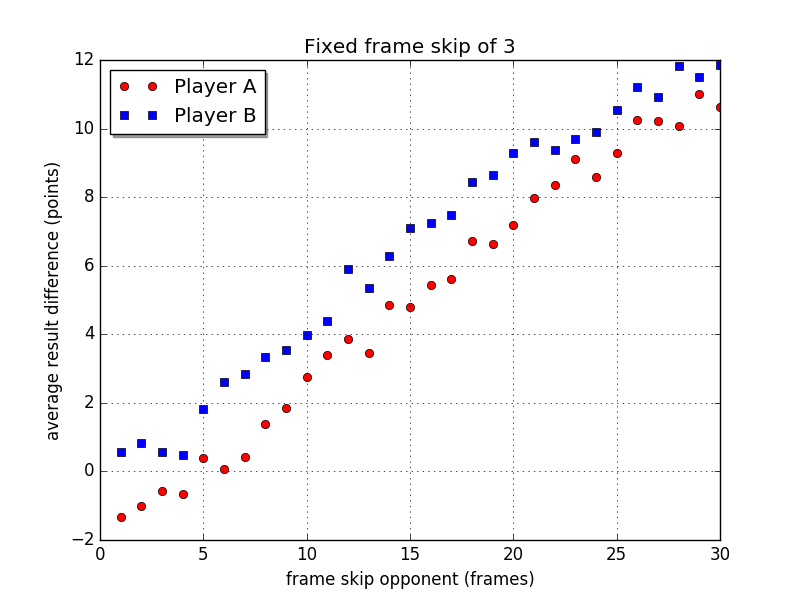 Fixed frame skip of 3
Player A
Player B
average result difference (points)
12
10
8
6
4
2
0
−2
0 5 10 15 20 25 30
frame skip opponent (frames)